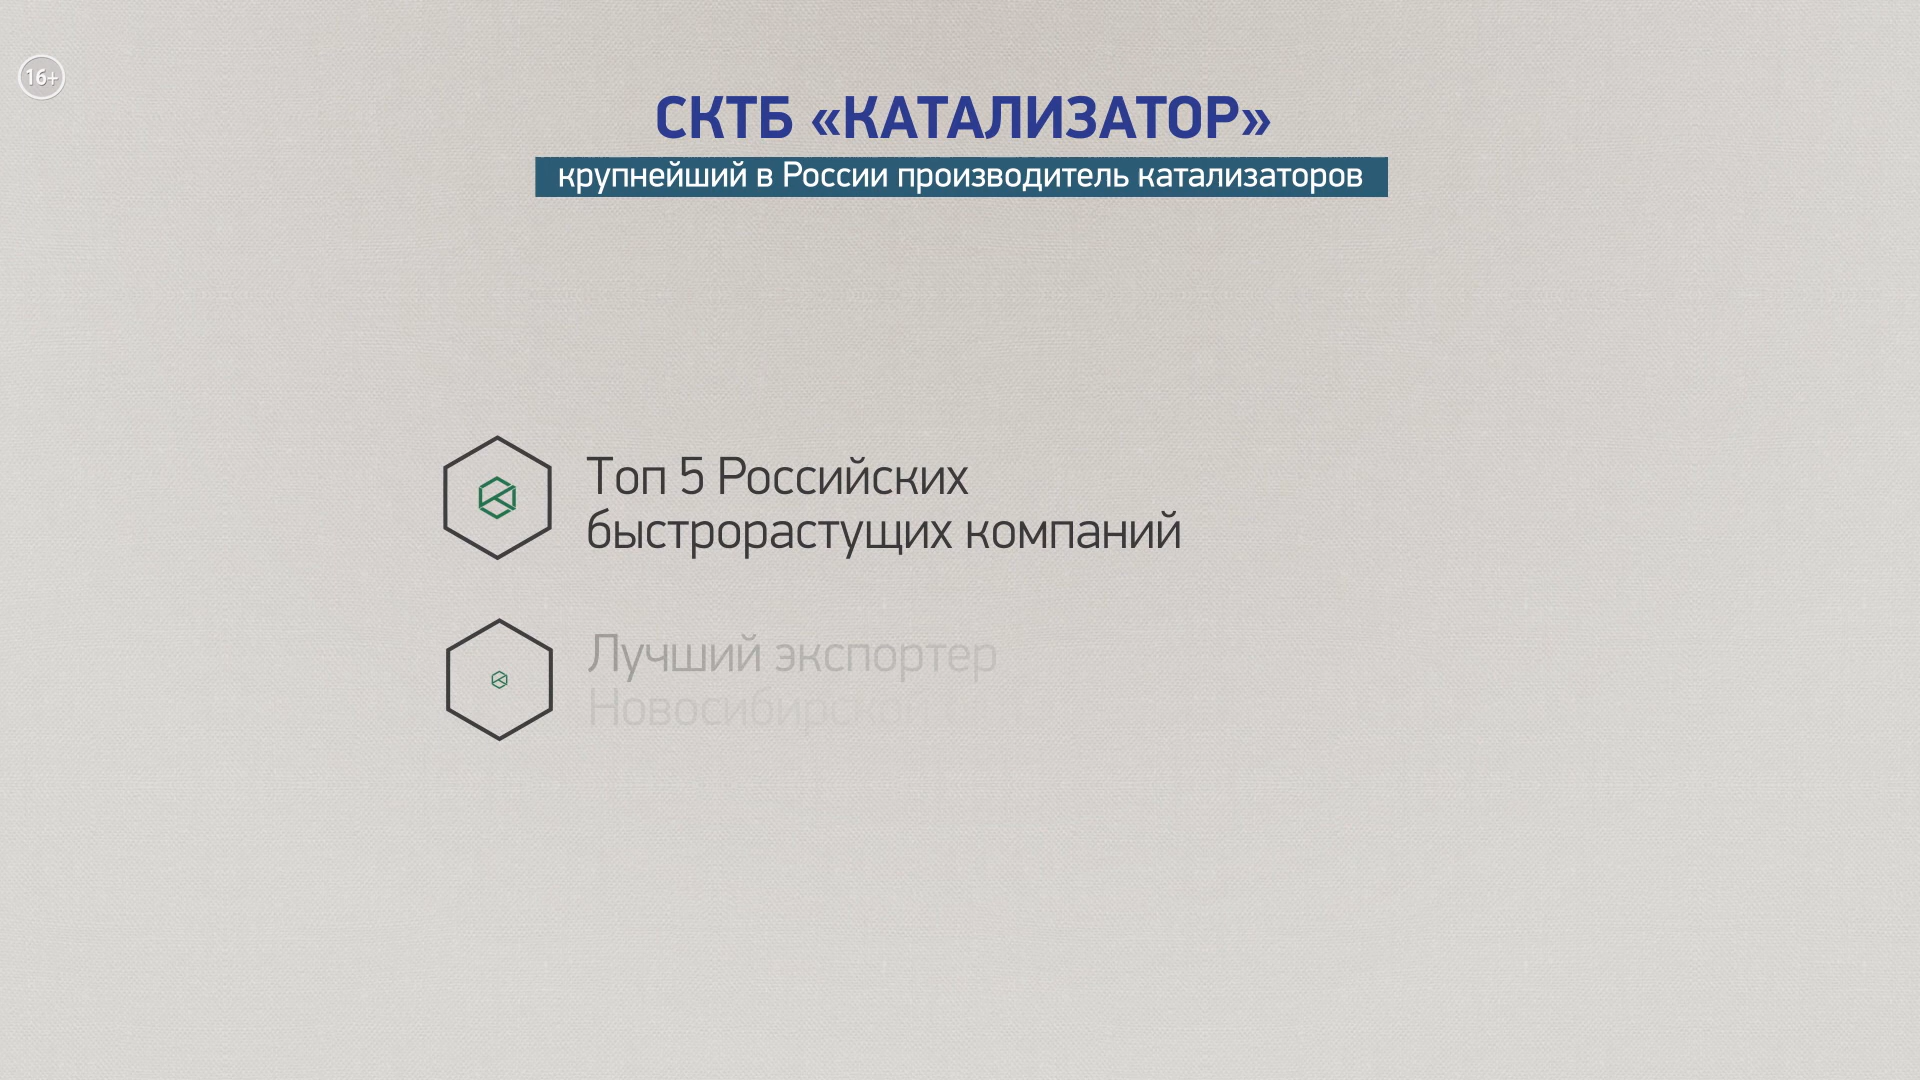 16+
СКТБ «КАТАЛИЗАТОР»
крупнейший в России производитель катализаторов
Топ 5 Российских
быстрорастущих компаний
Лучший экспортер